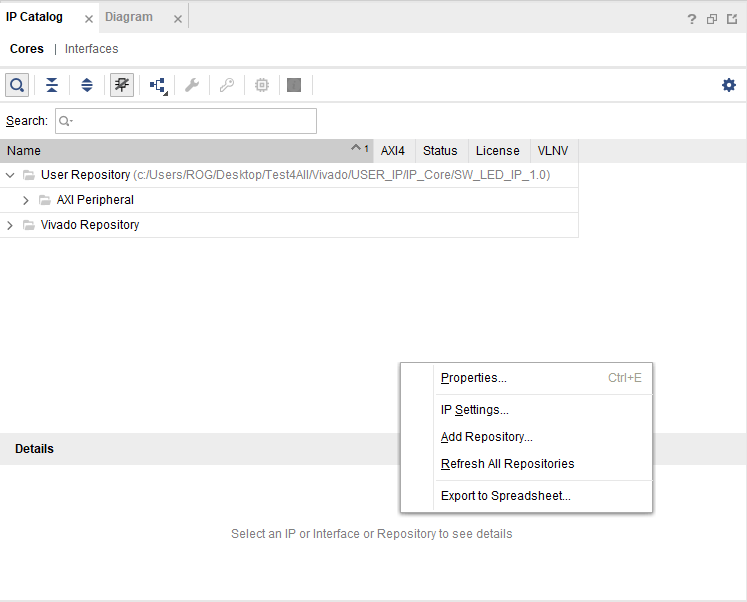 IP Catalog
Diagram
?
Cores | Interfaces
Search:
Name 1 AXI4 Status License VLNV
User Repository (c:/Users/ROG/Desktop/Test4All/Vivado/USER_IP/IP_Core/SW_LED_IP_1.0)
AXI Peripheral
Vivado Repository
Properties... Ctrl+E
IP Settings...
Add Repository...
Refresh All Repositories
Export to Spreadsheet...
Details
Select an IP or Interface or Repository to see details